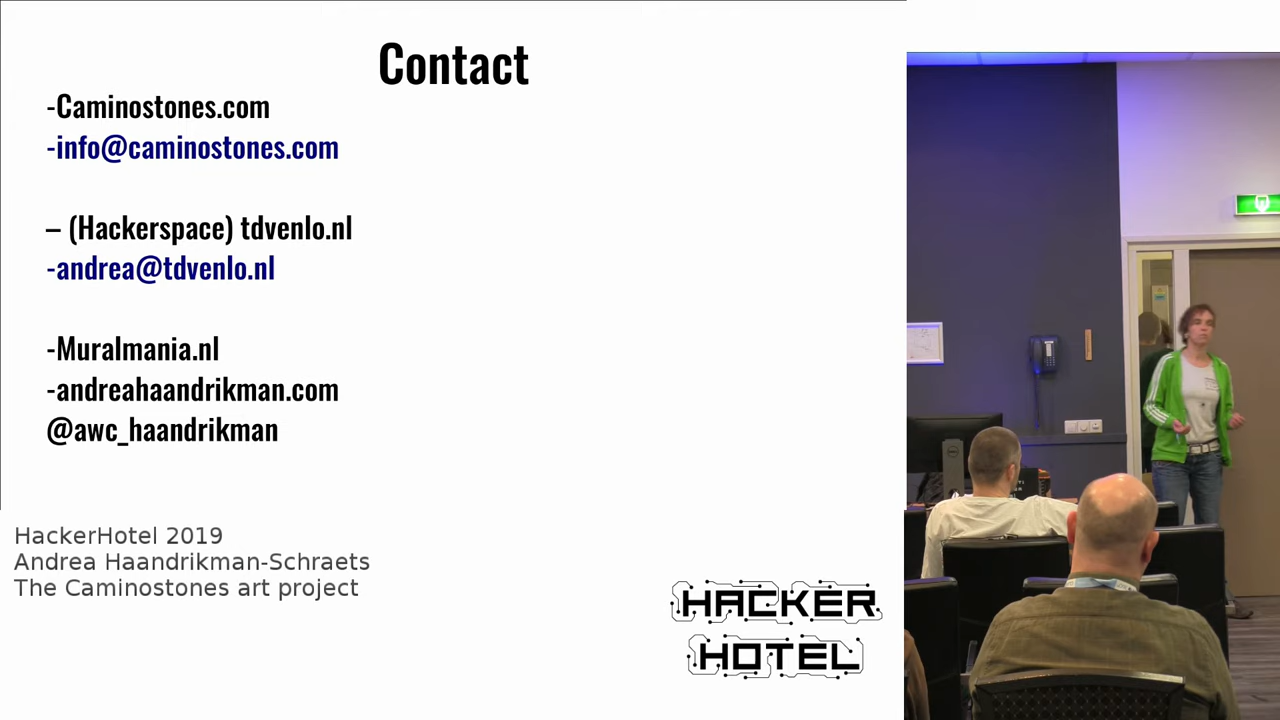 Contact
-Caminostones.com
-info@caminostones.com
– (Hackerspace) tdvenlo.nl
-andrea@tdvenlo.nl
-Muralmania.nl
-andreahaandrikman.com
@awc_haandrikman
HackerHotel 2019
Andrea Haandrikman-Schraets
The Caminostones art project
HACKER
HOTEL